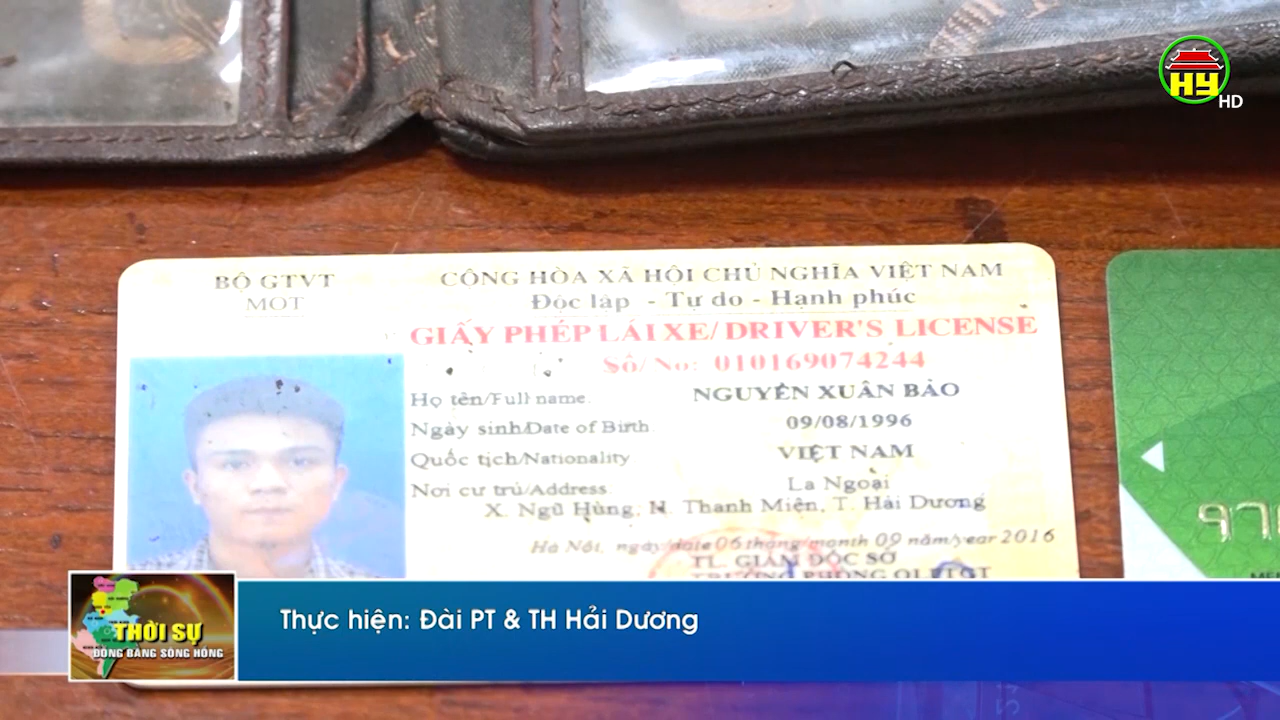 HY
HD
BỘ GTVT
MOT
CỘNG HÒA XÃ HỘI CHỦ NGHĨA VIỆT NAM
Độc lập - Tự do - Hạnh phúc
GIẤY PHÉP LÁI XE/ DRIVER'S LICENSE
Số/ No: 010169074244
Họ tên/Full name: NGUYỄN XUÂN BẢO
Ngày sinh/Date of Birth: 09/08/1996
Quốc tịch/Nationality VIỆT NAM
Nơi cư trú/Address: La Ngoại
X. Ngũ Hùng, H. Thanh Miện, T. Hải Dương
Hà Nội, ngày/date 06 tháng/month 09 năm/year 2016
TL. GIÁM ĐỐC SỞ
970
Thực hiện: Đài PT & TH Hải Dương
THỜI SỰ
ĐỒNG BẰNG SÔNG HỒNG